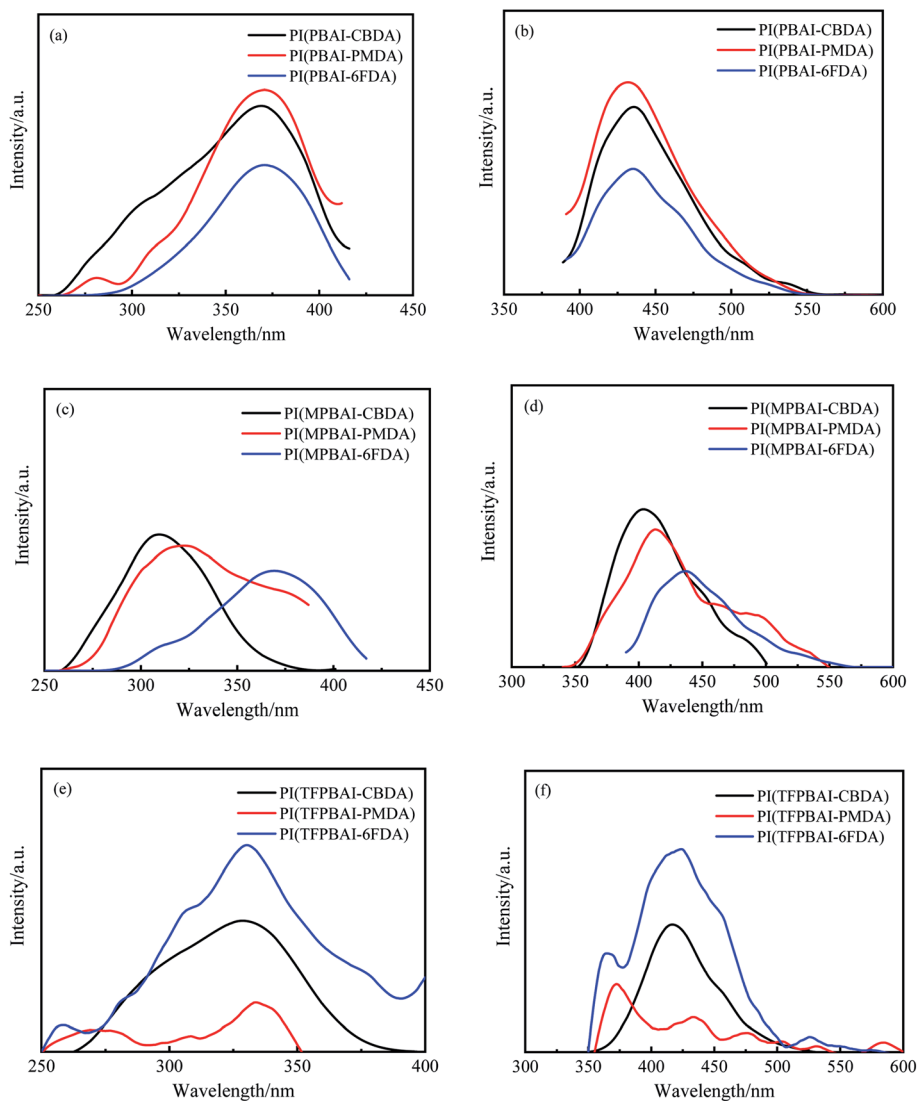 (a)
PI(PBAI-CBDA)
PI(PBAI-PMDA)
PI(PBAI-6FDA)
Intensity/a.u.
250 300 350 400 450
Wavelength/nm
(b)
PI(PBAI-CBDA)
PI(PBAI-PMDA)
PI(PBAI-6FDA)
Intensity/a.u.
350 400 450 500 550 600
Wavelength/nm
(c)
PI(MPBAI-CBDA)
PI(MPBAI-PMDA)
PI(MPBAI-6FDA)
Intensity/a.u.
250 300 350 400 450
Wavelength/nm
(d)
PI(MPBAI-CBDA)
PI(MPBAI-PMDA)
PI(MPBAI-6FDA)
Intensity/a.u.
300 350 400 450 500 550 600
Wavelength/nm
(e)
PI(TFPBAI-CBDA)
PI(TFPBAI-PMDA)
PI(TFPBAI-6FDA)
Intensity/a.u.
250 300 350 400
Wavelength/nm
(f)
PI(TFPBAI-CBDA)
PI(TFPBAI-PMDA)
PI(TFPBAI-6FDA)
Intensity/a.u.
300 350 400 450 500 550 600
Wavelength/nm